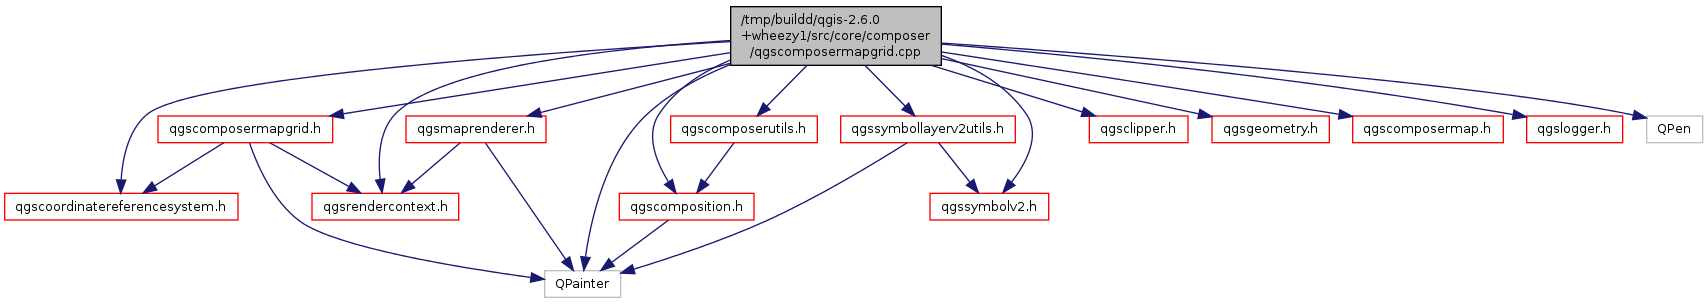 /tmp/buildd/qgis-2.6.0
+wheezy1/src/core/composer
/qgscomposermapgrid.cpp
qgscomposermapgrid.h
qgsmaprenderer.h
qgscomposerutils.h
qgssymbollayerv2utils.h
qgsclipper.h
qgsgeometry.h
qgscomposermap.h
qgslogger.h
QPen
qgscoordinatereferencesystem.h
qgsrendercontext.h
qgscomposition.h
qgssymbolv2.h
QPainter